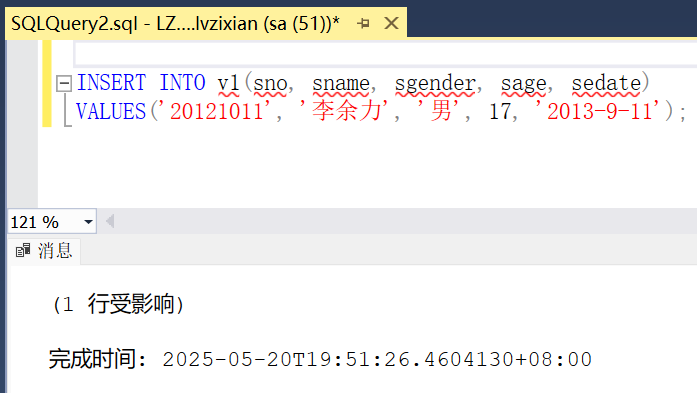 SQLQuery2.sql - LZ....lvzixian (sa (51))*
INSERT INTO v1(sno, sname, sgender, sage, sedate)
VALUES('20121011', '李余力', '男', 17, '2013-9-11');
121 %
消息
(1 行受影响)
完成时间: 2025-05-20T19:51:26.4604130+08:00